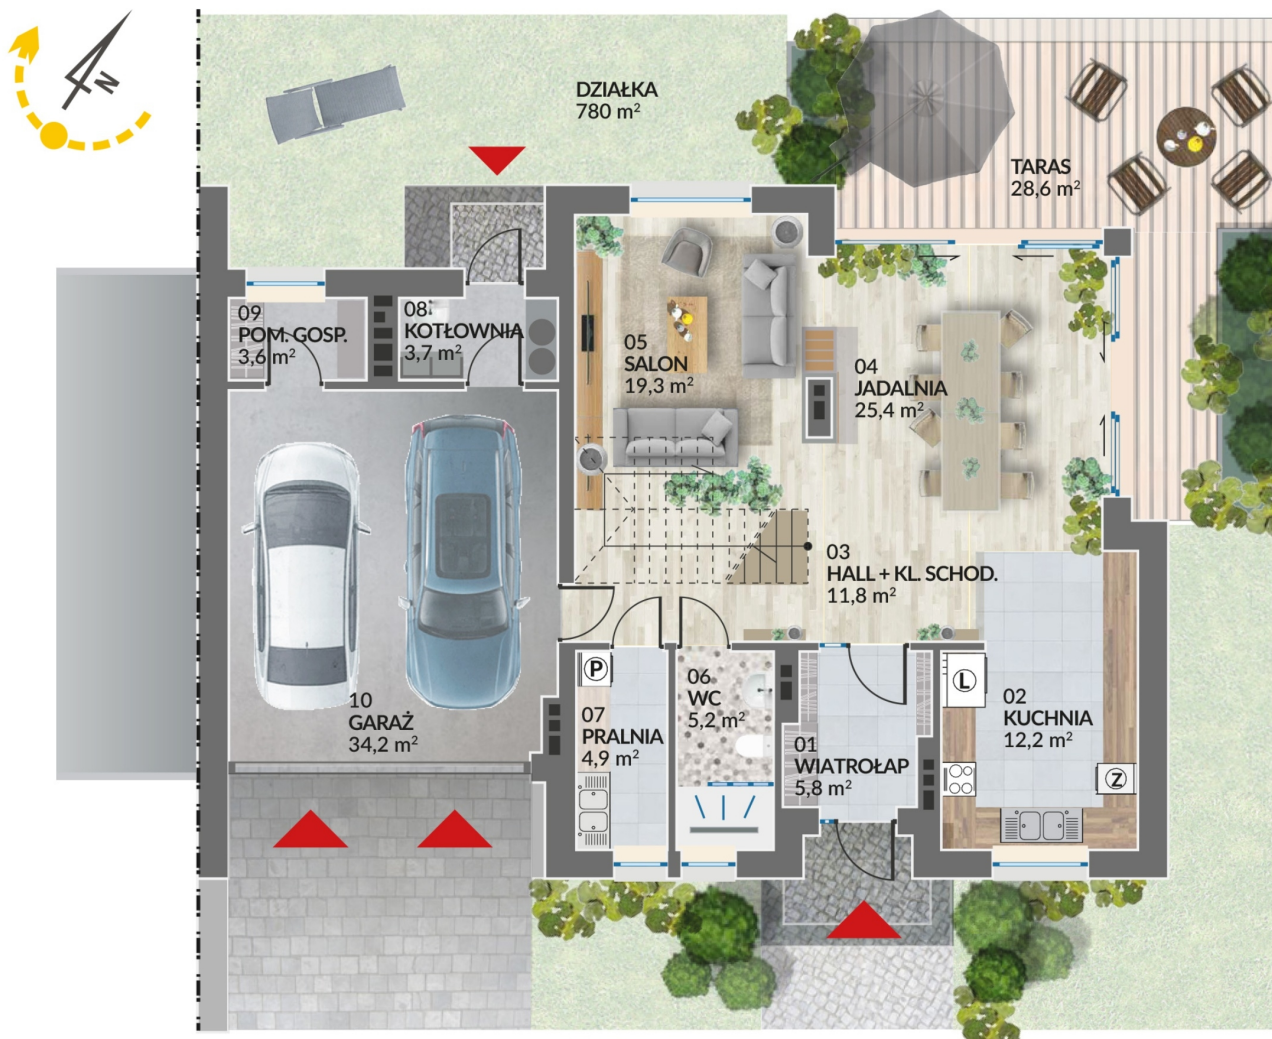 N
DZIAŁKA
780 m²
TARAS
28,6 m²
09
POM. GOSP.
3,6 m²
08
KOTŁOWNIA
3,7 m²
05
SALON
19,3 m²
04
JADALNIA
25,4 m²
03
HALL + KL. SCHOD.
11,8 m²
10
GARAŻ
34,2 m²
P
07
PRALNIA
4,9 m²
06
WC
5,2 m²
01
WIATROŁAP
5,8 m²
L
02
KUCHNIA
12,2 m²
Z